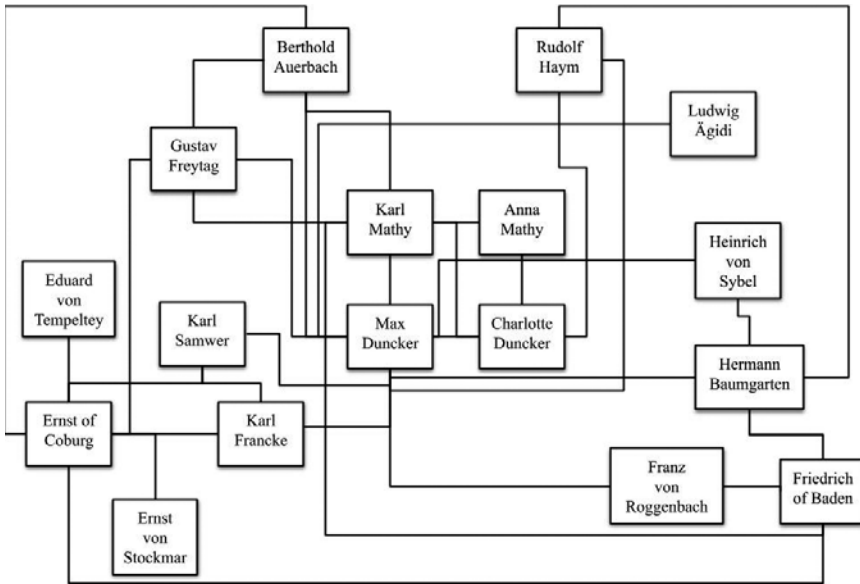 Berthold
Auerbach
Rudolf
Haym
Ludwig
Ägidi
Gustav
Freytag
Karl
Mathy
Anna
Mathy
Heinrich
von
Sybel
Eduard
von
Tempeltey
Karl
Samwer
Max
Duncker
Charlotte
Duncker
Hermann
Baumgarten
Ernst of
Coburg
Karl
Francke
Franz
von
Roggenbach
Friedrich
of Baden
Ernst
von
Stockmar